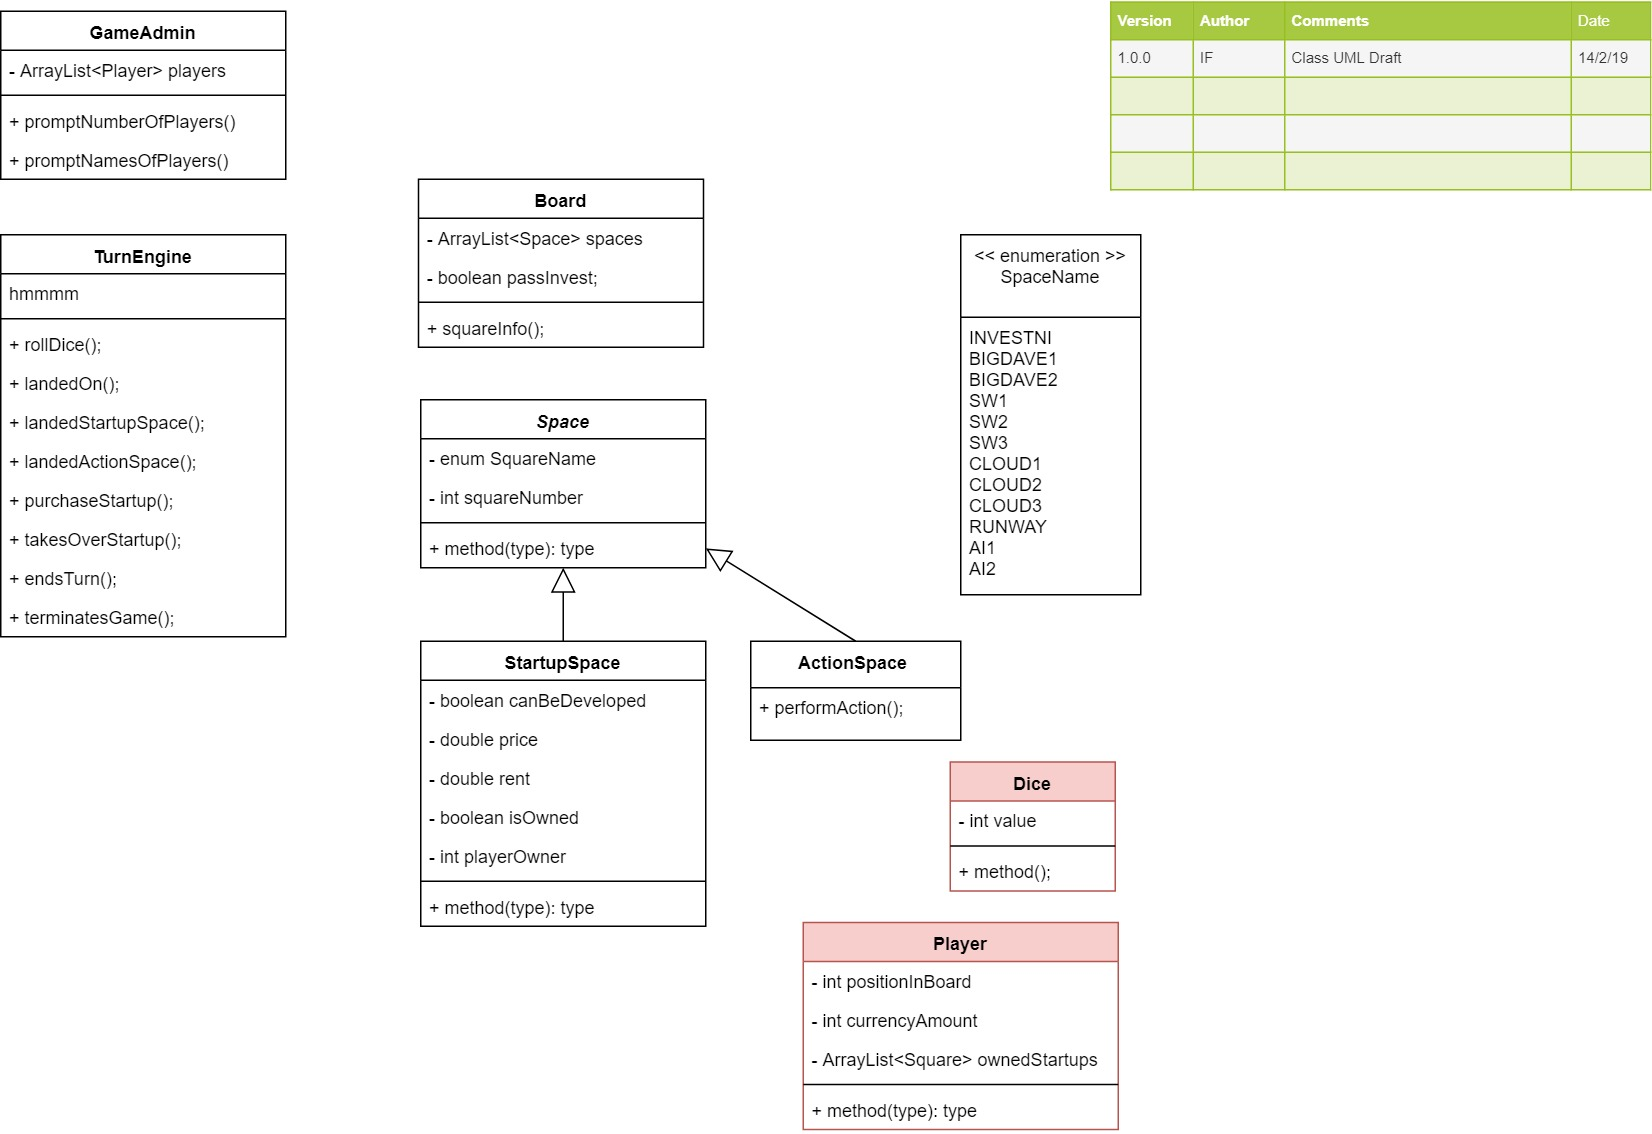 GameAdmin
- ArrayList<Player> players
+ promptNumberOfPlayers()
+ promptNamesOfPlayers()
Version Author Comments Date
1.0.0 IF Class UML Draft 14/2/19
TurnEngine
hmmmm
+ rollDice();
+ landedOn();
+ landedStartupSpace();
+ landedActionSpace();
+ purchaseStartup();
+ takesOverStartup();
+ endsTurn();
+ terminatesGame();
Board
- ArrayList<Space> spaces
- boolean passInvest;
+ squareInfo();
Space
- enum SquareName
- int squareNumber
+ method(type): type
<< enumeration >>
SpaceName
INVESTNI
BIGDAVE1
BIGDAVE2
SW1
SW2
SW3
CLOUD1
CLOUD2
CLOUD3
RUNWAY
AI1
AI2
StartupSpace
- boolean canBeDeveloped
- double price
- double rent
- boolean isOwned
- int playerOwner
+ method(type): type
ActionSpace
+ performAction();
Dice
- int value
+ method();
Player
- int positionInBoard
- int currencyAmount
- ArrayList<Square> ownedStartups
+ method(type): type